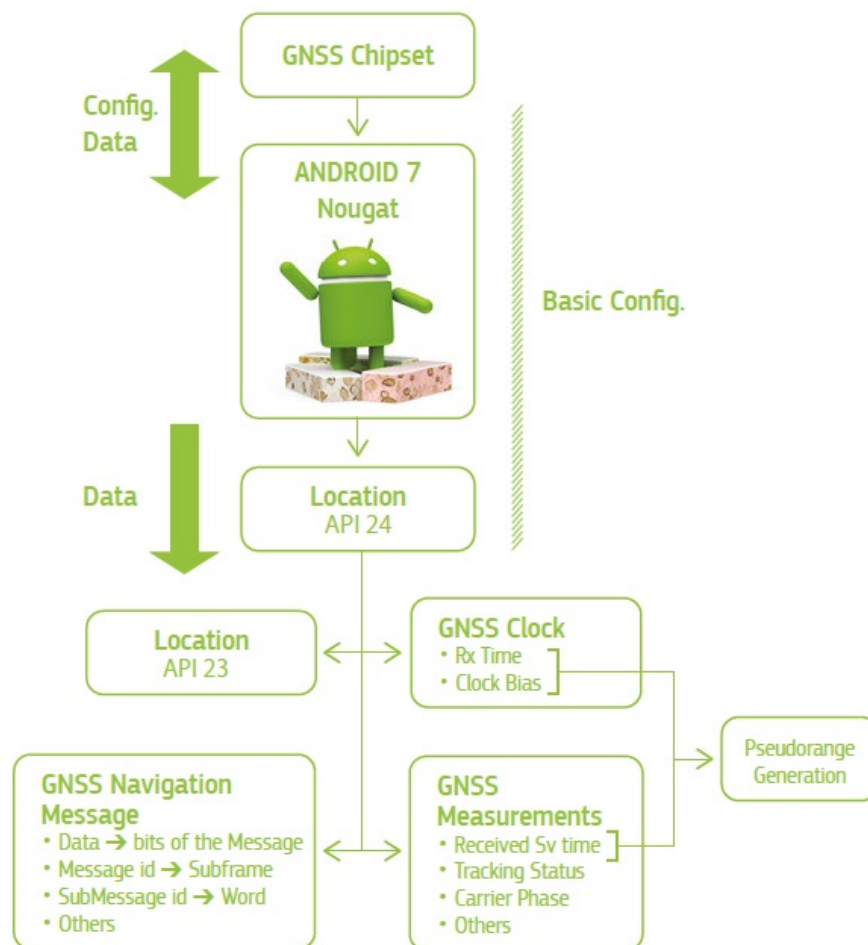 GNSS Chipset
Config.
Data
ANDROID 7
Nougat
Basic Config.
Data
Location
API 24
Location
API 23
GNSS Clock
• Rx Time
• Clock Bias
Pseudorange
Generation
GNSS Navigation
Message
• Data ➔ bits of the Message
• Message id ➔ Subframe
• SubMessage id ➔ Word
• Others
GNSS
Measurements
• Received Sv time
• Tracking Status
• Carrier Phase
• Others